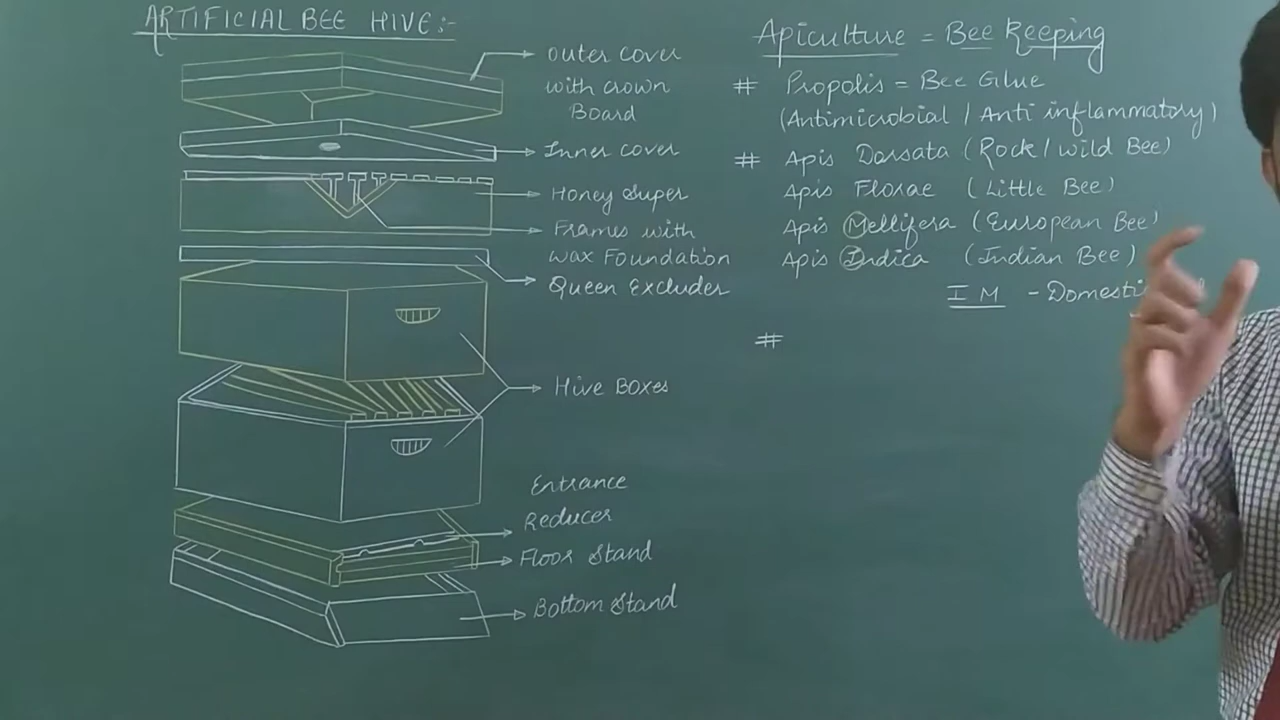 ARTIFICIAL BEE HIVE:-
Outer cover
with crown
Board
Inner cover
Honey Super
Frames with
wax Foundation
Queen Excluder
Hive Boxes
Entrance
Reducer
Floor Stand
Bottom Stand
Apiculture = Bee Keeping
# Propolis = Bee Glue
(Antimicrobial / Anti inflammatory)
# Apis Dorsata (Rock / wild Bee)
Apis Florae (Little Bee)
Apis Mellifera (European Bee)
Apis Indica (Indian Bee)
I M -
#